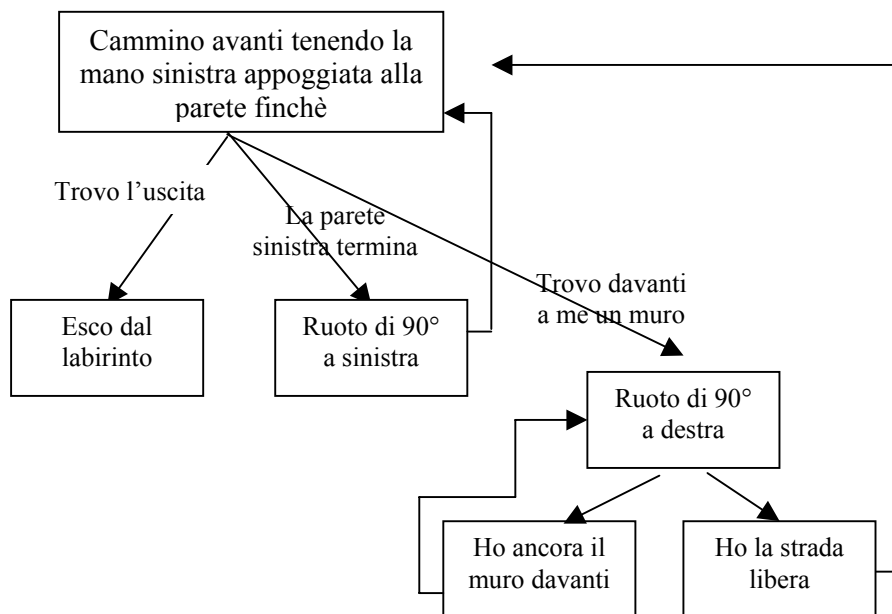 Cammino avanti tenendo la
mano sinistra appoggiata alla
parete finchè
Trovo l'uscita
La parete
sinistra termina
Trovo davanti
a me un muro
Esco dal
labirinto
Ruoto di 90°
a sinistra
Ruoto di 90°
a destra
Ho ancora il
muro davanti
Ho la strada
libera